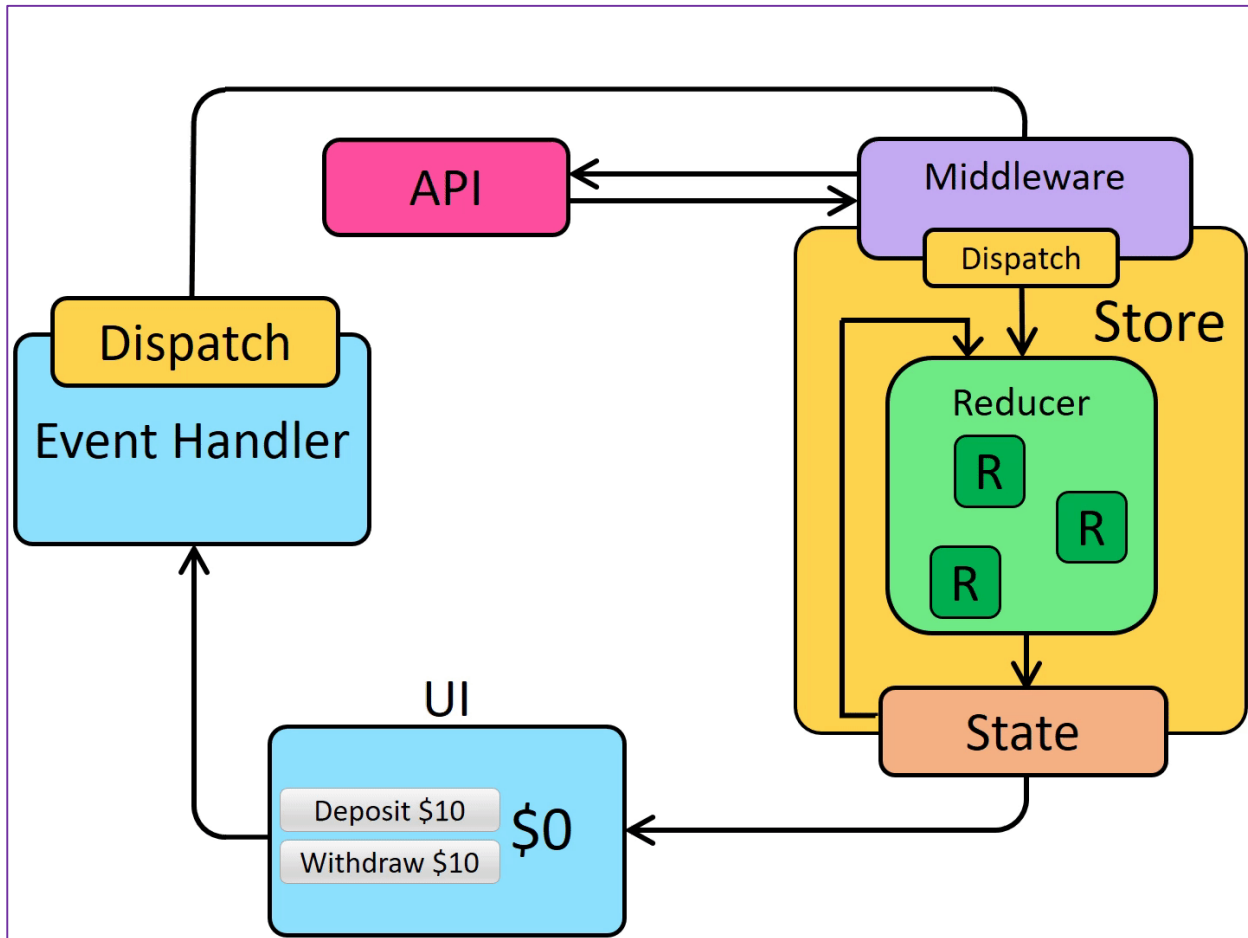 API
Middleware
Dispatch
Store
Dispatch
Event Handler
Reducer
R
R
R
UI
Deposit $10
Withdraw $10
$0
State